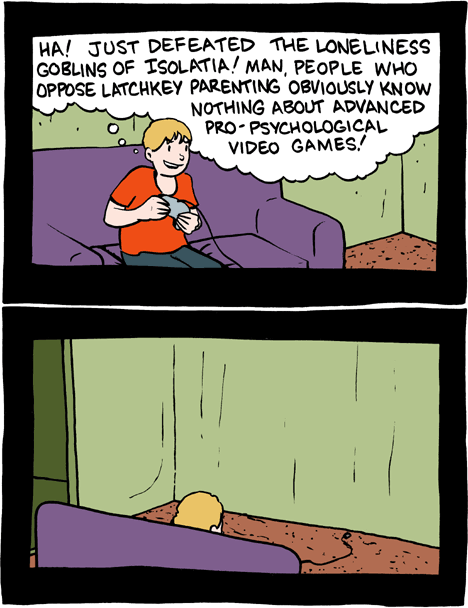 HA! JUST DEFEATED THE LONELINESS
GOBLINS OF ISOLATIA! MAN, PEOPLE WHO
OPPOSE LATCHKEY PARENTING OBVIOUSLY KNOW
NOTHING ABOUT ADVANCED
PRO-PSYCHOLOGICAL
VIDEO GAMES!